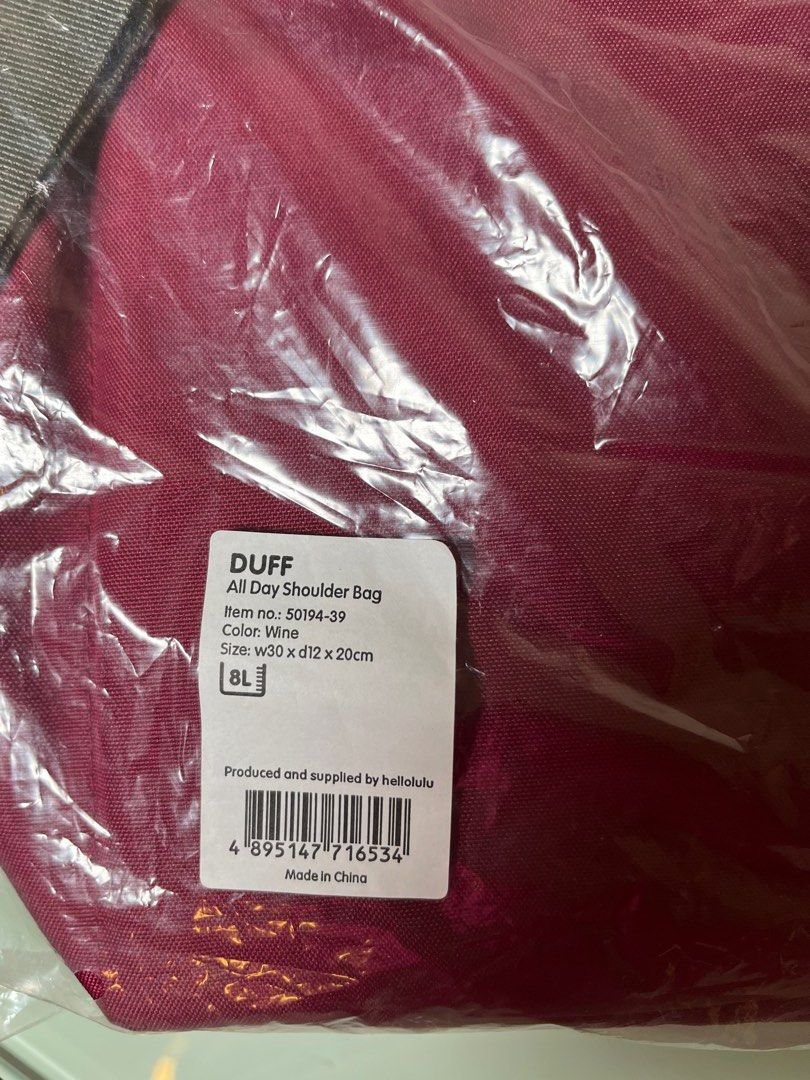 DUFF
All Day Shoulder Bag
Item no.: 50194-39
Color: Wine
Size: w30 x d12 x 20cm
8L
Produced and supplied by hellolulu
4 895147 716534
Made in China